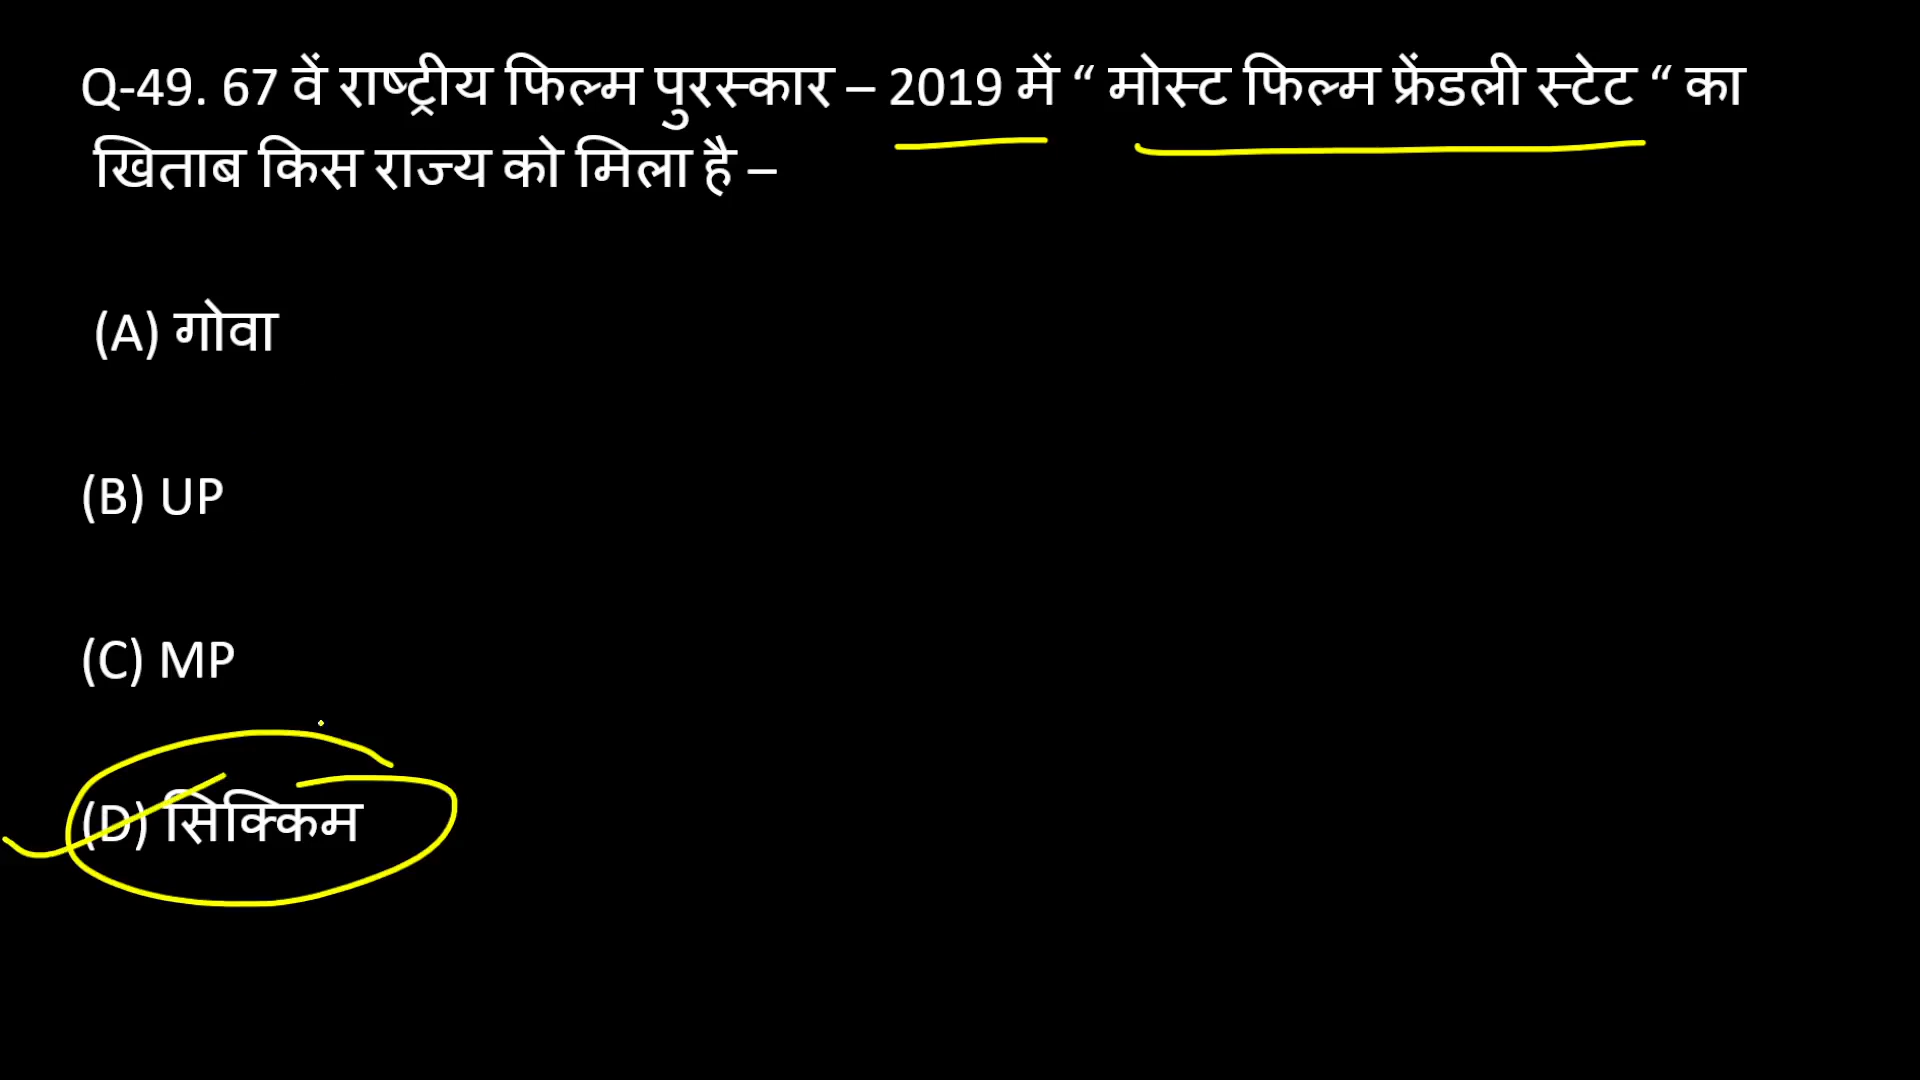 Q-49. 67 वें राष्ट्रीय फिल्म पुरस्कार – 2019 में “ मोस्ट फिल्म फ्रेंडली स्टेट “ का
खिताब किस राज्य को मिला है –
(A) गोवा
(B) UP
(C) MP
(D) सिक्किम